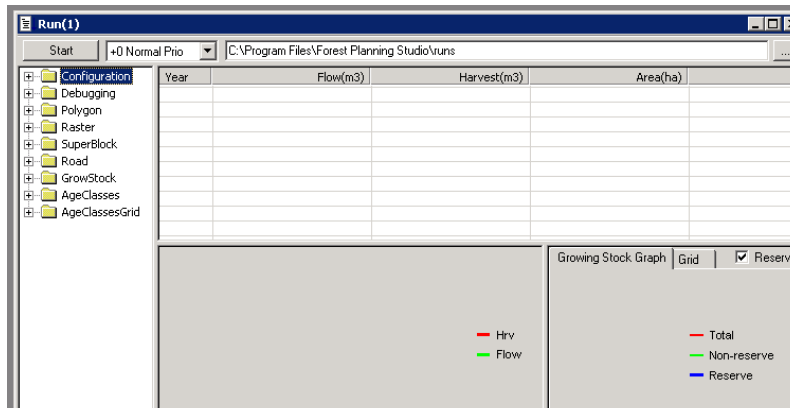 Run(1)
Start +0 Normal Prio C:\Program Files\Forest Planning Studio\runs ...
Configuration
Debugging
Polygon
Raster
SuperBlock
Road
GrowStock
AgeClasses
AgeClassesGrid
Year Flow(m3) Harvest(m3) Area(ha)
Hrv
Flow
Growing Stock Graph Grid Reserv
Total
Non-reserve
Reserve